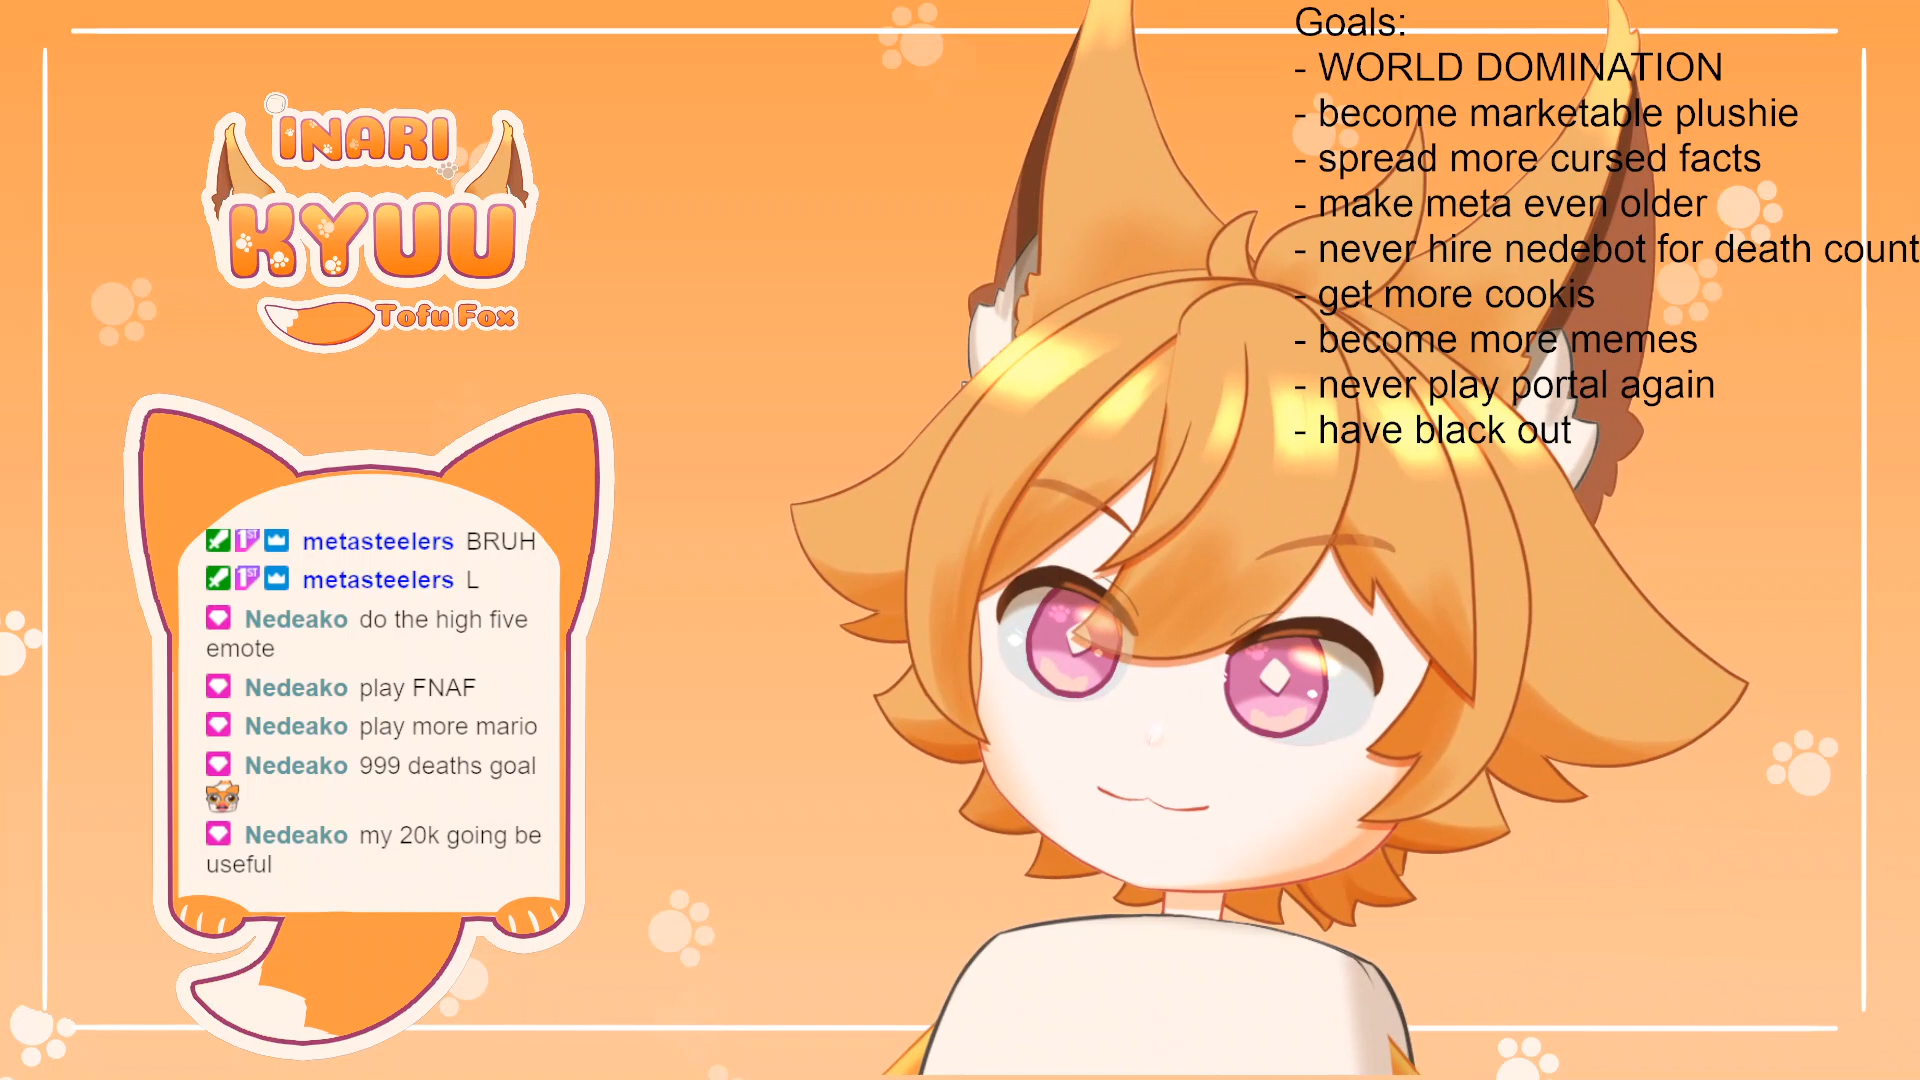 INARI
KYUU
Tofu Fox
metasteelers BRUH
metasteelers L
Nedeako do the high five
emote
Nedeako play FNAF
Nedeako play more mario
Nedeako 999 deaths goal
Nedeako my 20k going be
useful
Goals:
- WORLD DOMINATION
- become marketable plushie
- spread more cursed facts
- make meta even older
- never hire nedebot for death count
- get more cookis
- become more memes
- never play portal again
- have black out